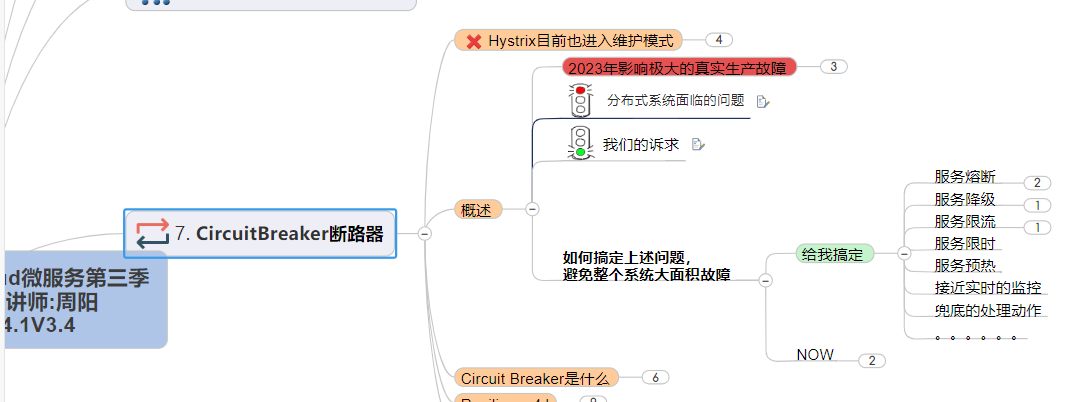 Hystrix目前也进入维护模式
4
2023年影响极大的真实生产故障
3
分布式系统面临的问题
我们的诉求
概述
7. CircuitBreaker断路器
ud微服务第三季
讲师:周阳
4.1V3.4
如何搞定上述问题,
避免整个系统大面积故障
给我搞定
服务熔断
2
服务降级
1
服务限流
1
服务限时
服务预热
接近实时的监控
兜底的处理动作
。。。。。。
NOW
2
Circuit Breaker是什么
6